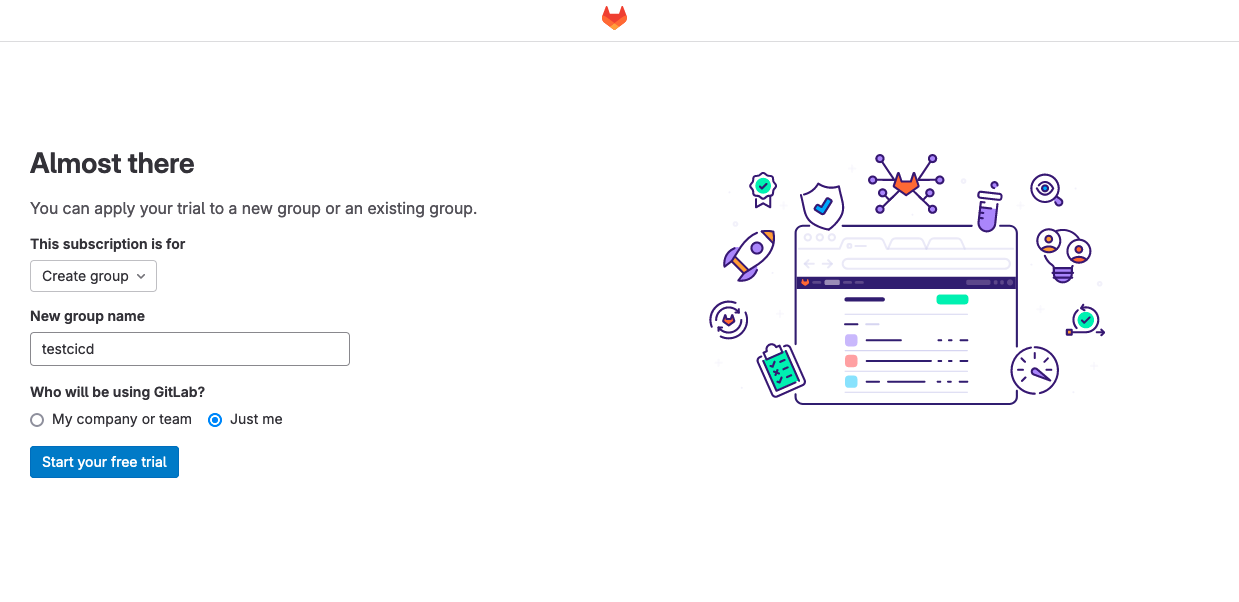 Almost there
You can apply your trial to a new group or an existing group.
This subscription is for
Create group
New group name
testcicd
Who will be using GitLab?
My company or team Just me
Start your free trial